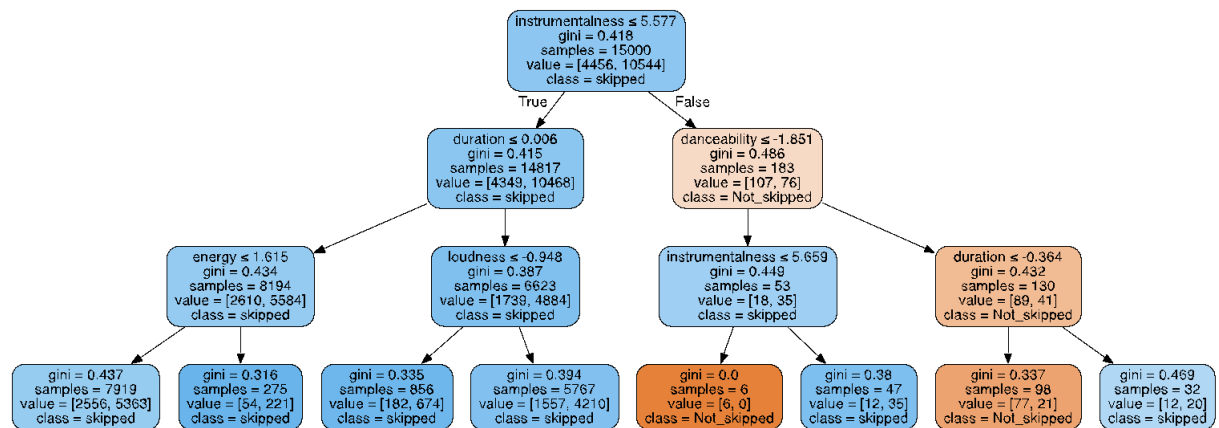 instrumentalness ≤ 5.577
gini = 0.418
samples = 15000
value = [4456, 10544]
class = skipped
True
False
duration ≤ 0.006
gini = 0.415
samples = 14817
value = [4349, 10468]
class = skipped
danceability ≤ -1.851
gini = 0.486
samples = 183
value = [107, 76]
class = Not_skipped
energy ≤ 1.615
gini = 0.434
samples = 8194
value = [2610, 5584]
class = skipped
loudness ≤ -0.948
gini = 0.387
samples = 6623
value = [1739, 4884]
class = skipped
instrumentalness ≤ 5.659
gini = 0.449
samples = 53
value = [18, 35]
class = skipped
duration ≤ -0.364
gini = 0.432
samples = 130
value = [89, 41]
class = Not_skipped
gini = 0.437
samples = 7919
value = [2556, 5363]
class = skipped
gini = 0.316
samples = 275
value = [54, 221]
class = skipped
gini = 0.335
samples = 856
value = [182, 674]
class = skipped
gini = 0.394
samples = 5767
value = [1557, 4210]
class = skipped
gini = 0.0
samples = 6
value = [6, 0]
class = Not_skipped
gini = 0.38
samples = 47
value = [12, 35]
class = skipped
gini = 0.337
samples = 98
value = [77, 21]
class = Not_skipped
gini = 0.469
samples = 32
value = [12, 20]
class = skipped